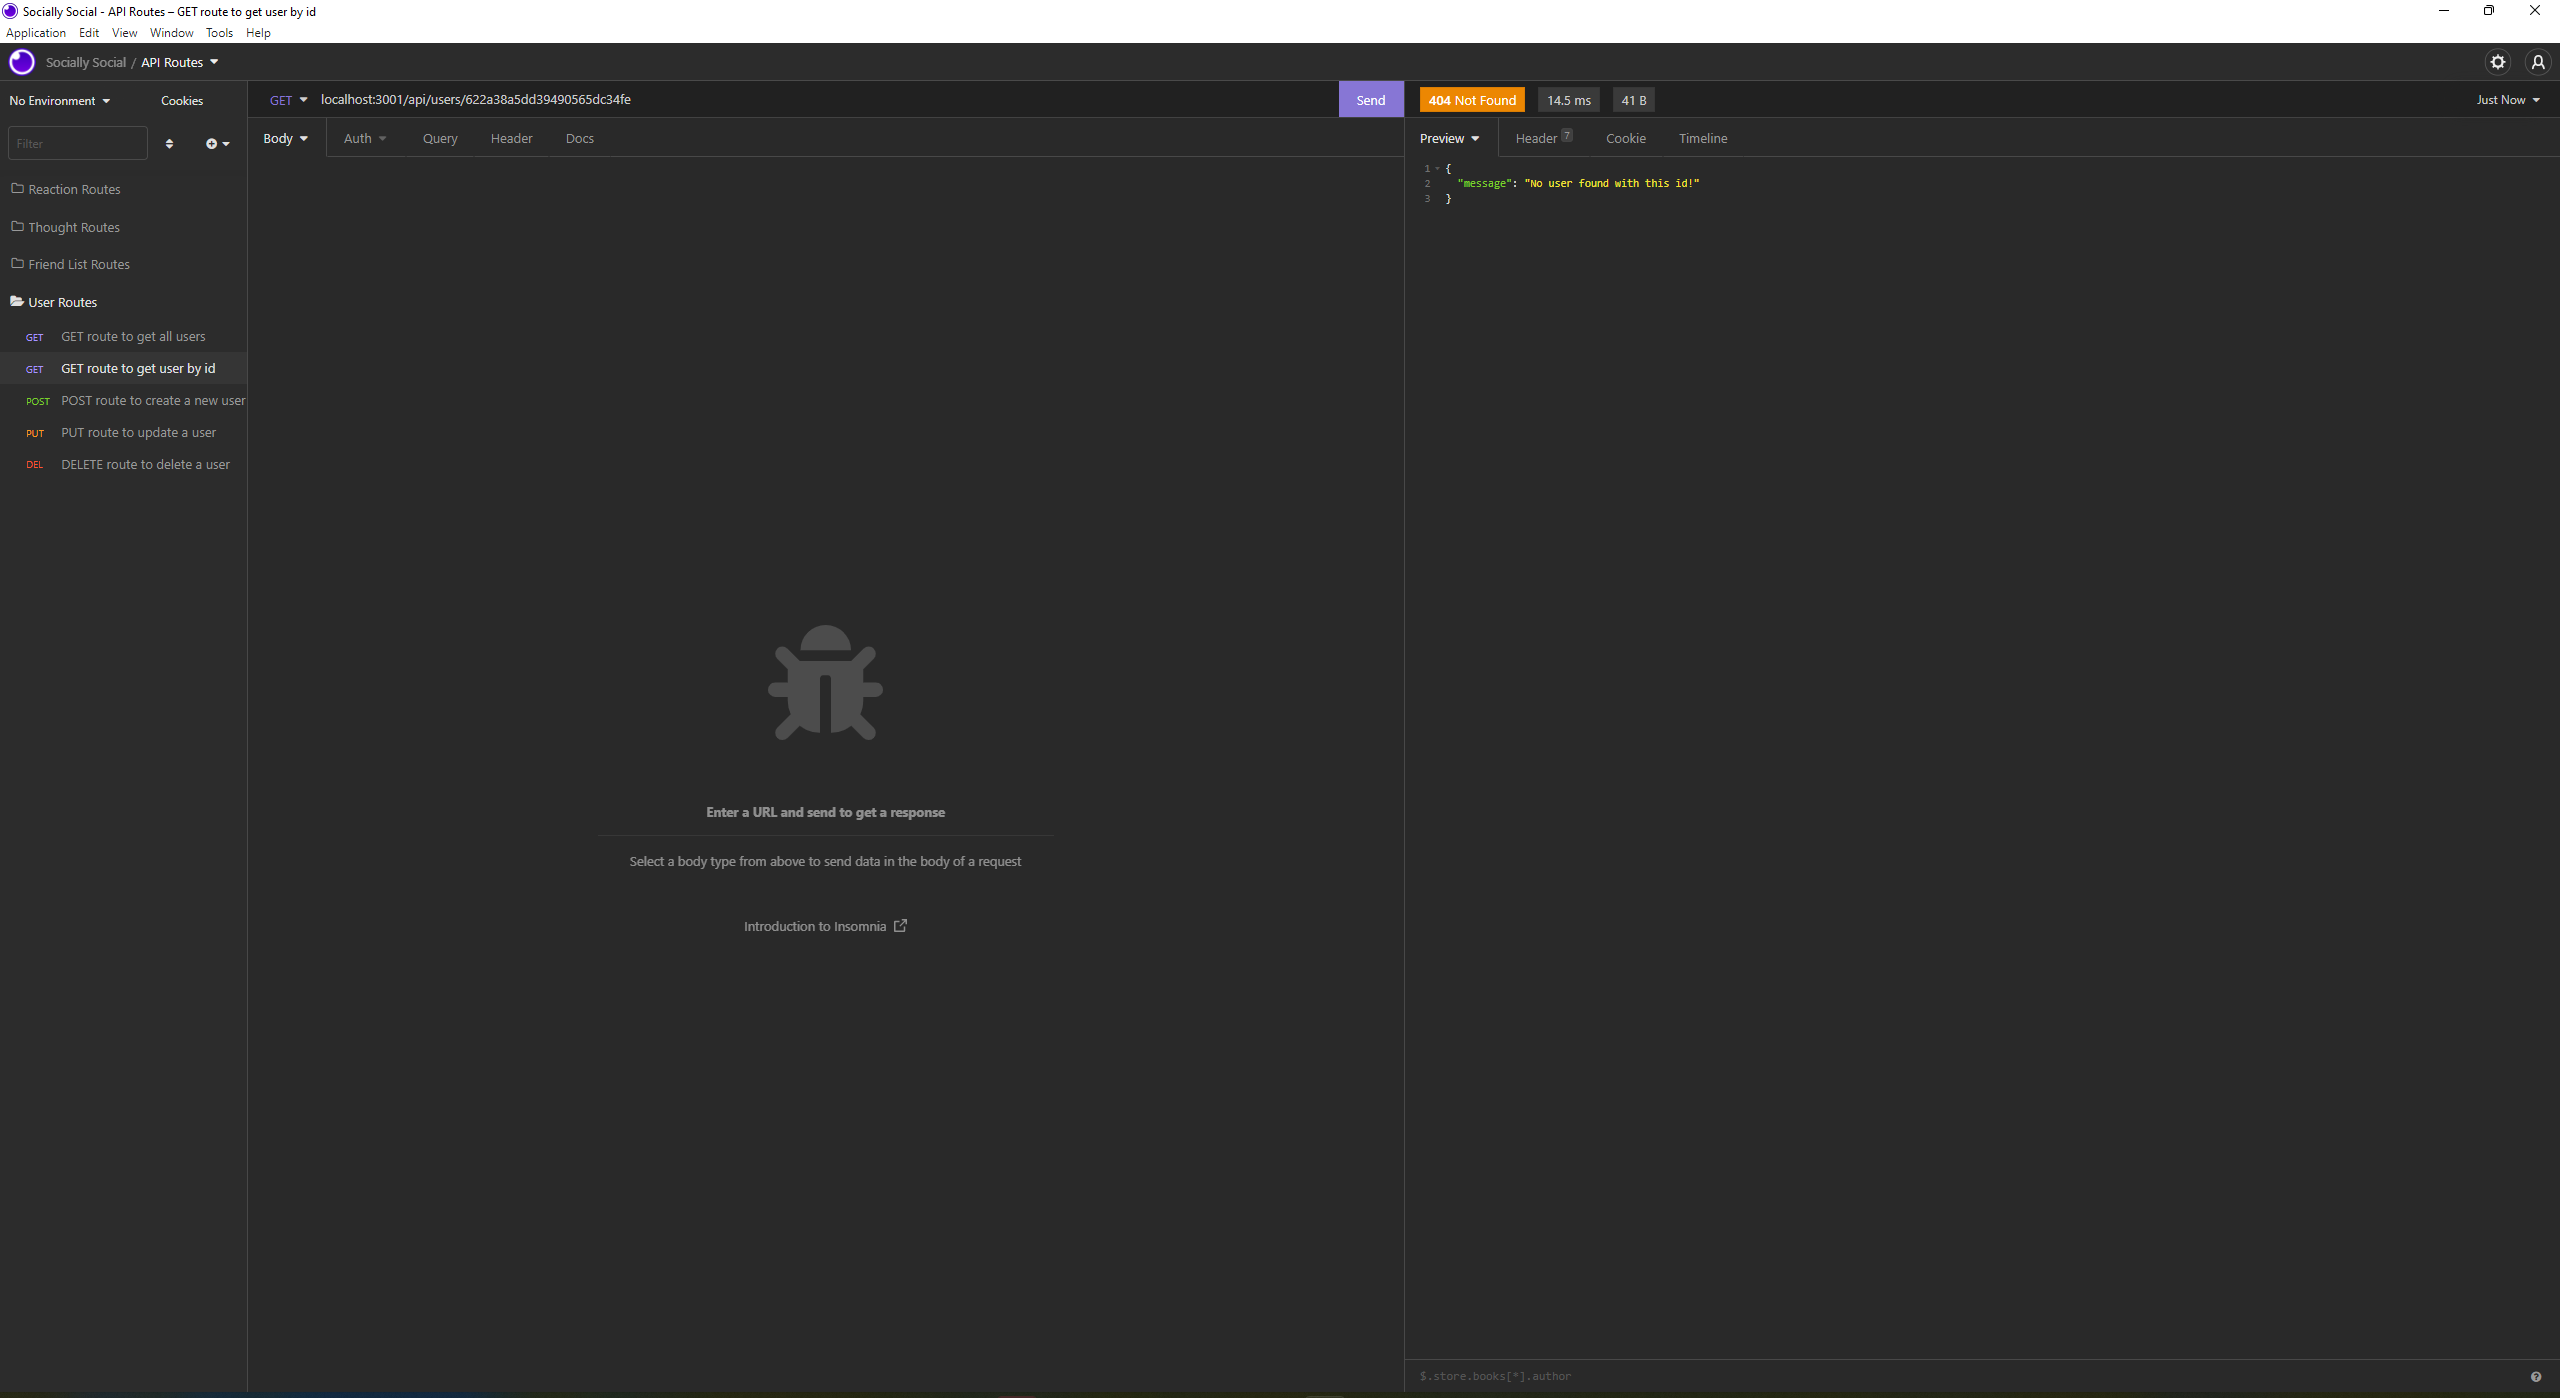 Socially Social - API Routes – GET route to get user by id
Application Edit View Window Tools Help
Socially Social / API Routes
No Environment Cookies
GET localhost:3001/api/users/622a38a5dd39490565dc34fe Send
404 Not Found 14.5 ms 41 B Just Now
Filter
Body Auth Query Header Docs
Preview Header 7 Cookie Timeline
1 {
2 "message": "No user found with this id!"
3 }
Reaction Routes
Thought Routes
Friend List Routes
User Routes
GET GET route to get all users
GET GET route to get user by id
POST POST route to create a new user
PUT PUT route to update a user
DEL DELETE route to delete a user
Enter a URL and send to get a response
Select a body type from above to send data in the body of a request
Introduction to Insomnia
$.store.books[*].author